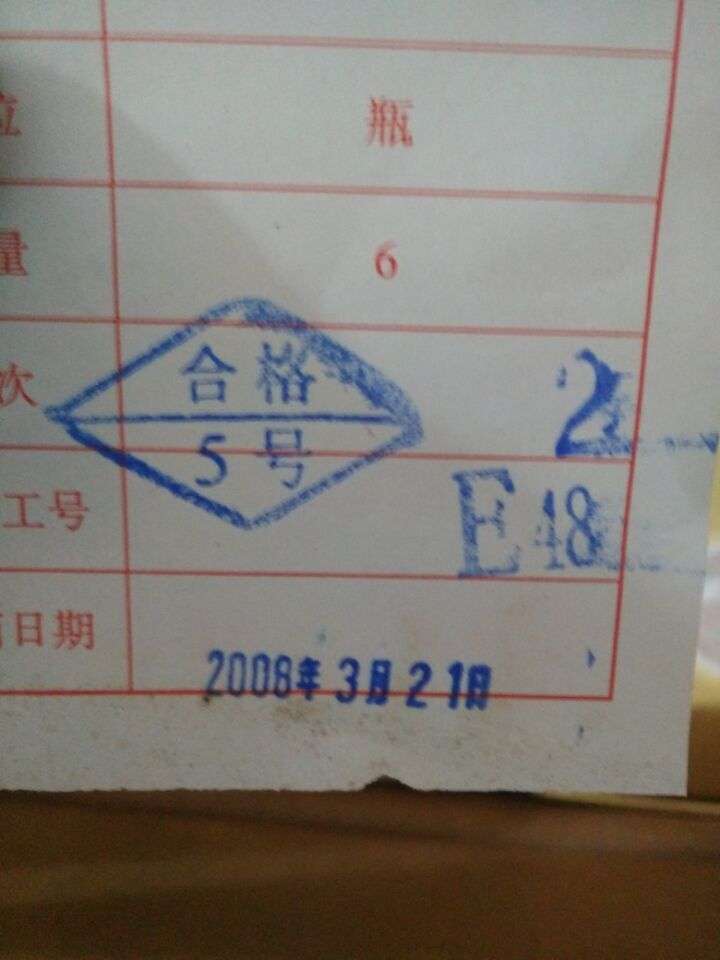 位 瓶
量 6
次 合格 2
工号 5号 E48
日期 2008年3月21日